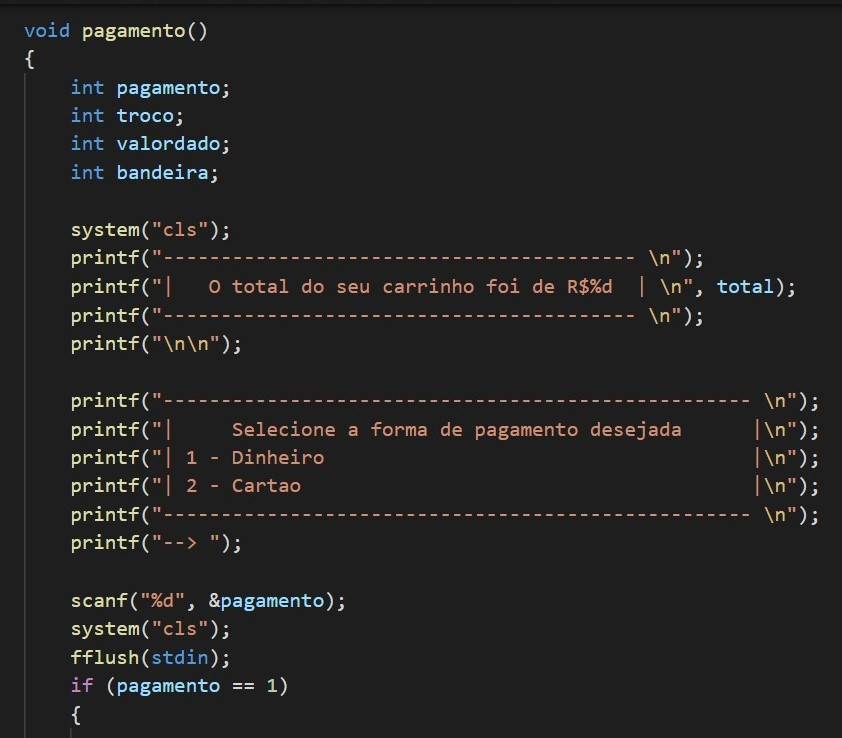 void pagamento()
{
    int pagamento;
    int troco;
    int valordado;
    int bandeira;

    system("cls");
    printf("----------------------------------------- \n");
    printf("|   O total do seu carrinho foi de R$%d  | \n", total);
    printf("----------------------------------------- \n");
    printf("\n\n");

    printf("--------------------------------------------------- \n");
    printf("|     Selecione a forma de pagamento desejada      |\n");
    printf("| 1 - Dinheiro                                     |\n");
    printf("| 2 - Cartao                                       |\n");
    printf("--------------------------------------------------- \n");
    printf("--> ");

    scanf("%d", &pagamento);
    system("cls");
    fflush(stdin);
    if (pagamento == 1)
    {